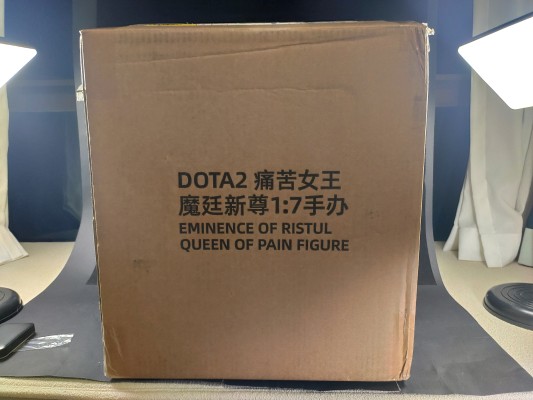 DOTA2 痛苦女王
魔廷新尊1:7手办
EMINENCE OF RISTUL
QUEEN OF PAIN FIGURE